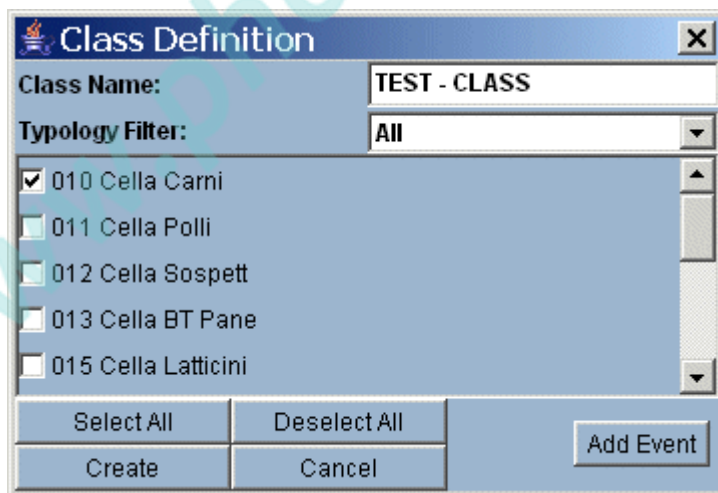 Class Definition
Class Name: TEST - CLASS
Typology Filter: All
010 Cella Carni
011 Cella Polli
012 Cella Sospett
013 Cella BT Pane
015 Cella Latticini
Select All Deselect All
Add Event
Create Cancel